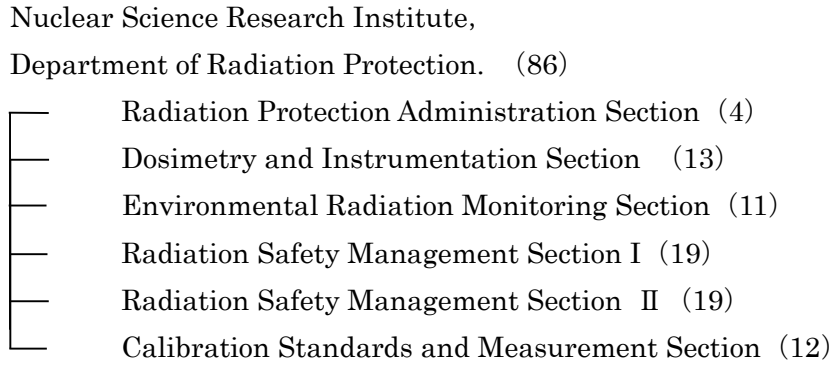 Nuclear Science Research Institute,
Department of Radiation Protection. （86）
Radiation Protection Administration Section（4）
Dosimetry and Instrumentation Section （13）
Environmental Radiation Monitoring Section（11）
Radiation Safety Management Section I（19）
Radiation Safety Management Section Ⅱ（19）
Calibration Standards and Measurement Section（12）